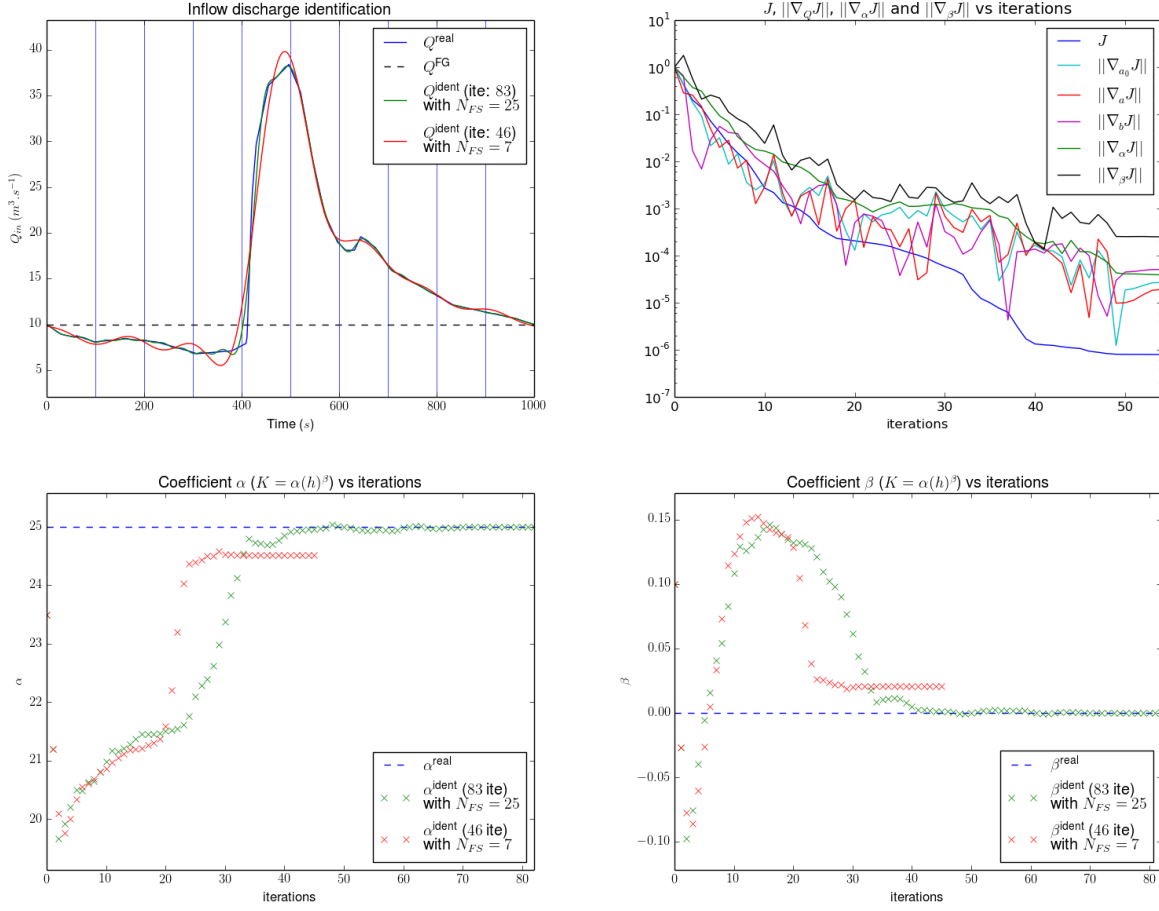 Inflow discharge identification
40
35
30
25
20
15
10
5
Q_in (m³.s⁻¹)
0
200
400
600
800
1000
Time (s)
Q^real
Q^FG
Q^ident (ite: 83)
with N_FS = 25
Q^ident (ite: 46)
with N_FS = 7
J, ||∇_Q J||, ||∇_α J|| and ||∇_β J|| vs iterations
10^1
10^0
10^-1
10^-2
10^-3
10^-4
10^-5
10^-6
10^-7
0
10
20
30
40
50
iterations
J
||∇_{a_0} J||
||∇_a J||
||∇_b J||
||∇_α J||
||∇_β J||
Coefficient α (K = α(h)^β) vs iterations
25
24
23
22
21
20
α
0
10
20
30
40
50
60
70
80
iterations
α^real
α^ident (83 ite)
with N_FS = 25
α^ident (46 ite)
with N_FS = 7
Coefficient β (K = α(h)^β) vs iterations
0.15
0.10
0.05
0.00
−0.05
−0.10
β
0
10
20
30
40
50
60
70
80
iterations
β^real
β^ident (83 ite)
with N_FS = 25
β^ident (46 ite)
with N_FS = 7